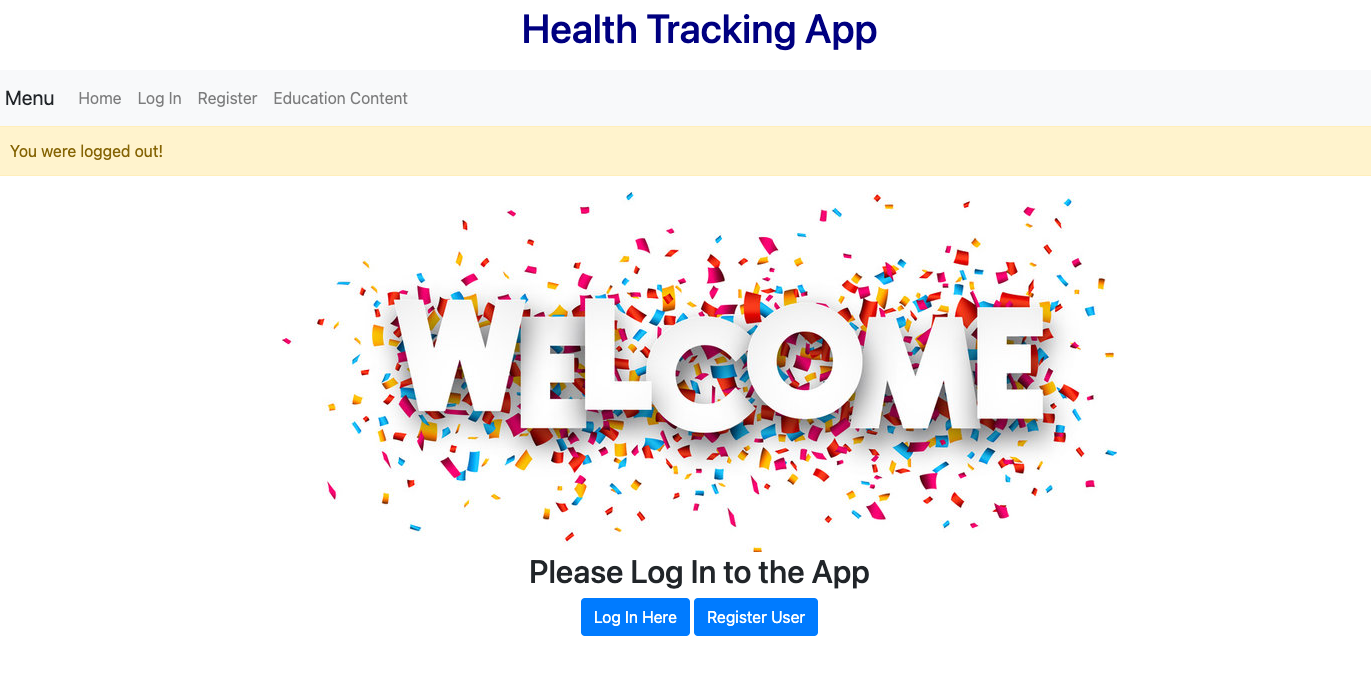 Health Tracking App
Menu Home Log In Register Education Content
You were logged out!
WELCOME
Please Log In to the App
Log In Here Register User